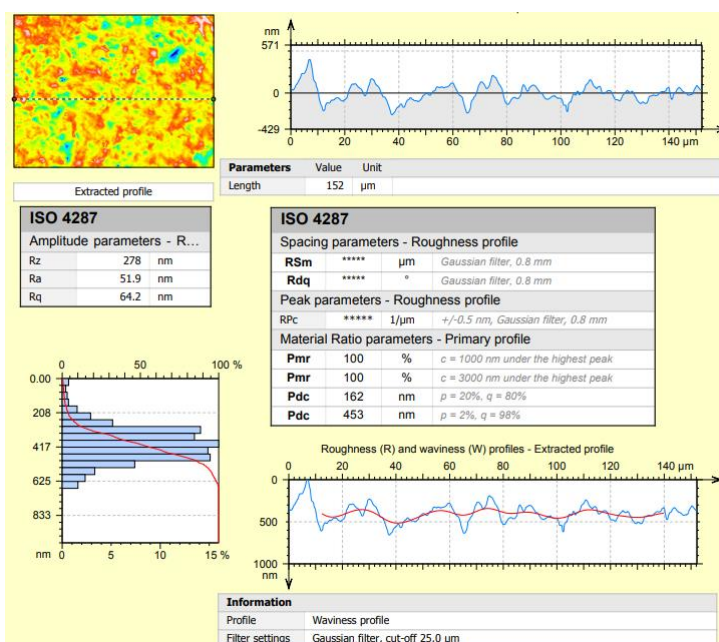 nm
571
0
-429
0 20 40 60 80 100 120 140 µm
Parameters Value Unit
Length 152 µm
Extracted profile
ISO 4287
Amplitude parameters - R...
Rz 278 nm
Ra 51.9 nm
Rq 64.2 nm
ISO 4287
Spacing parameters - Roughness profile
RSm ***** µm Gaussian filter, 0.8 mm
Rdq ***** ° Gaussian filter, 0.8 mm
Peak parameters - Roughness profile
RPc ***** 1/µm +/-0.5 nm, Gaussian filter, 0.8 mm
Material Ratio parameters - Primary profile
Pmr 100 % c = 1000 nm under the highest peak
Pmr 100 % c = 3000 nm under the highest peak
Pdc 162 nm p = 20%, q = 80%
Pdc 453 nm p = 2%, q = 98%
0 50 100 %
0.00
208
417
625
833
nm 0 5 10 15 %
Roughness (R) and waviness (W) profiles - Extracted profile
0 20 40 60 80 100 120 140 µm
0
500
1000
nm
Information
Profile Waviness profile
Filter settings Gaussian filter, cut-off 25.0 µm